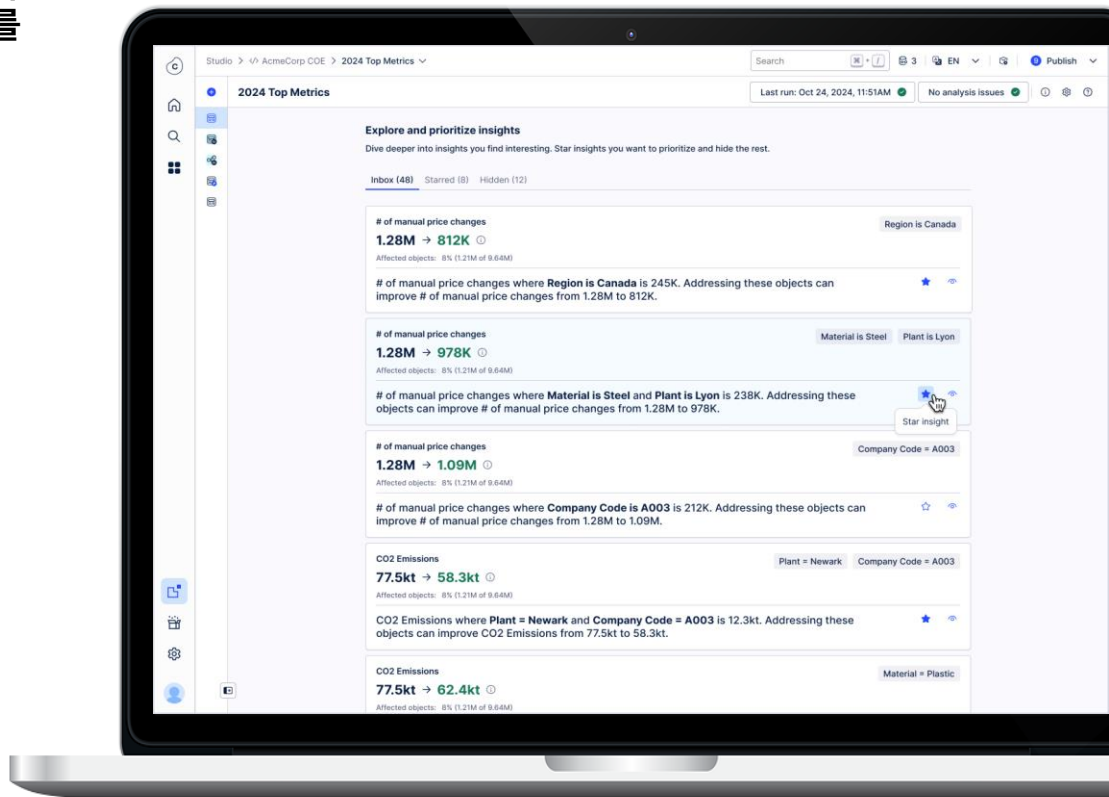 를
Studio > </> AcmeCorp COE > 2024 Top Metrics
Search
⌘ + /
3
EN
Publish
2024 Top Metrics
Last run: Oct 24, 2024, 11:51AM
No analysis issues
Explore and prioritize insights
Dive deeper into insights you find interesting. Star insights you want to prioritize and hide the rest.
Inbox (48) Starred (8) Hidden (12)
# of manual price changes
Region is Canada
1.28M → 812K
Affected objects: 8% (1.21M of 9.64M)
# of manual price changes where Region is Canada is 245K. Addressing these objects can
improve # of manual price changes from 1.28M to 812K.
# of manual price changes
Material is Steel Plant is Lyon
1.28M → 978K
Affected objects: 8% (1.21M of 9.64M)
# of manual price changes where Material is Steel and Plant is Lyon is 238K. Addressing these
objects can improve # of manual price changes from 1.28M to 978K.
Star insight
# of manual price changes
Company Code = A003
1.28M → 1.09M
Affected objects: 8% (1.21M of 9.64M)
# of manual price changes where Company Code is A003 is 212K. Addressing these objects can
improve # of manual price changes from 1.28M to 1.09M.
CO2 Emissions
Plant = Newark Company Code = A003
77.5kt → 58.3kt
Affected objects: 8% (1.21M of 9.64M)
CO2 Emissions where Plant = Newark and Company Code = A003 is 12.3kt. Addressing these
objects can improve CO2 Emissions from 77.5kt to 58.3kt.
CO2 Emissions
Material = Plastic
77.5kt → 62.4kt
Affected objects: 8% (1.21M of 9.64M)